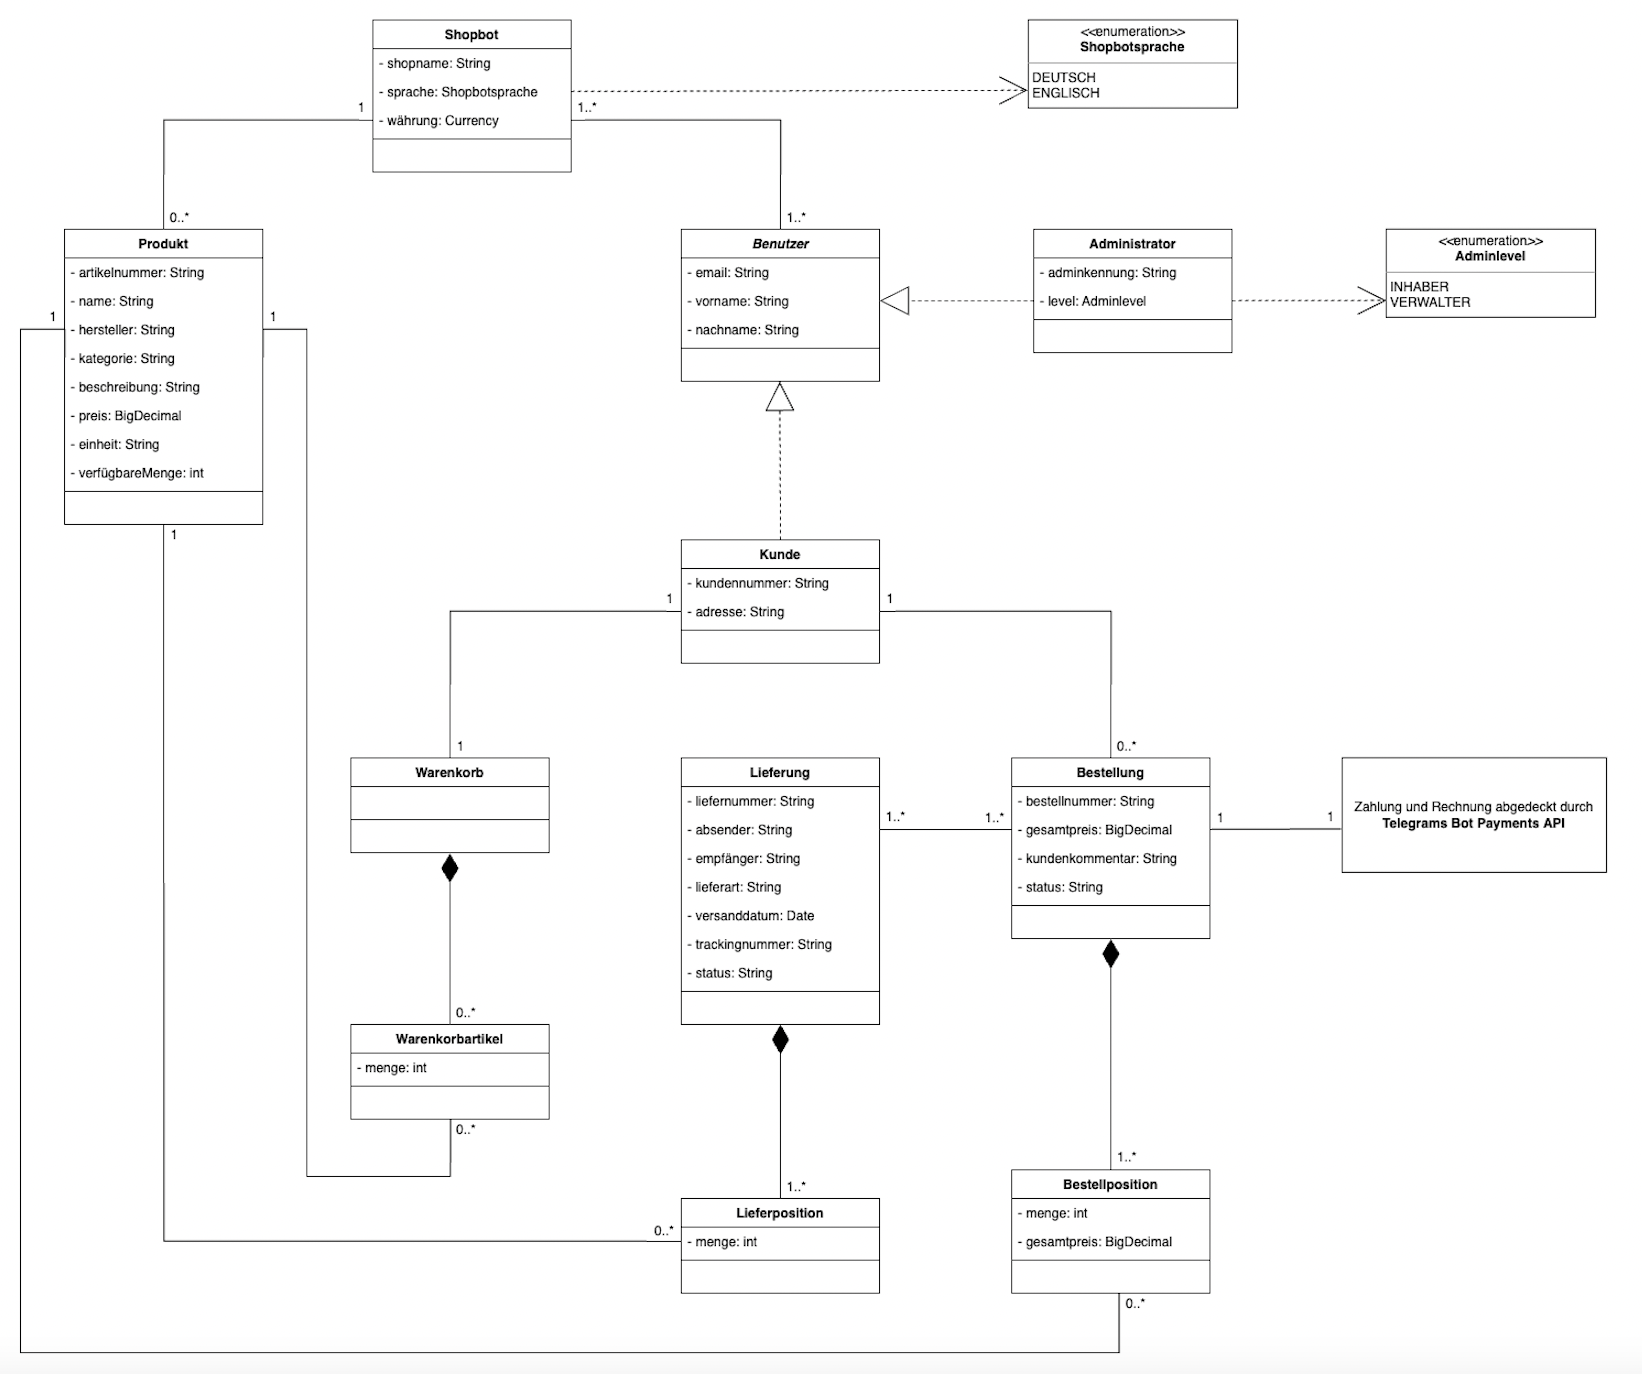 Shopbot
- shopname: String
- sprache: Shopbotsprache
- währung: Currency
<<enumeration>>
Shopbotsprache
DEUTSCH
ENGLISCH
1
1..*
0..*
1..*
Produkt
- artikelnummer: String
- name: String
- hersteller: String
- kategorie: String
- beschreibung: String
- preis: BigDecimal
- einheit: String
- verfügbareMenge: int
1
1
1
Benutzer
- email: String
- vorname: String
- nachname: String
Administrator
- adminkennung: String
- level: Adminlevel
<<enumeration>>
Adminlevel
INHABER
VERWALTER
Kunde
- kundennummer: String
- adresse: String
1
1
1
0..*
Warenkorb
Lieferung
- liefernummer: String
- absender: String
- empfänger: String
- lieferart: String
- versanddatum: Date
- trackingnummer: String
- status: String
1..*
1..*
Bestellung
- bestellnummer: String
- gesamtpreis: BigDecimal
- kundenkommentar: String
- status: String
1
1
Zahlung und Rechnung abgedeckt durch
Telegrams Bot Payments API
0..*
Warenkorbartikel
- menge: int
0..*
1..*
0..*
Lieferposition
- menge: int
1..*
Bestellposition
- menge: int
- gesamtpreis: BigDecimal
0..*